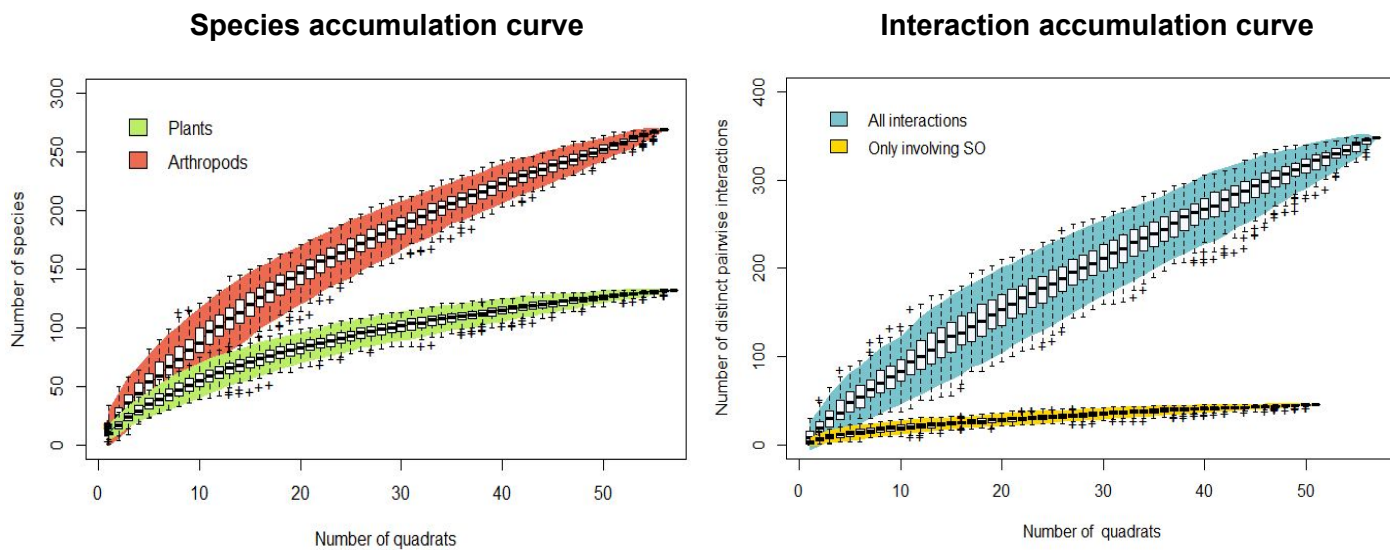 Species accumulation curve
Number of species
300
250
200
150
100
50
0
Plants
Arthropods
0 10 20 30 40 50
Number of quadrats
Interaction accumulation curve
Number of distinct pairwise interactions
400
300
200
100
0
All interactions
Only involving SO
0 10 20 30 40 50
Number of quadrats